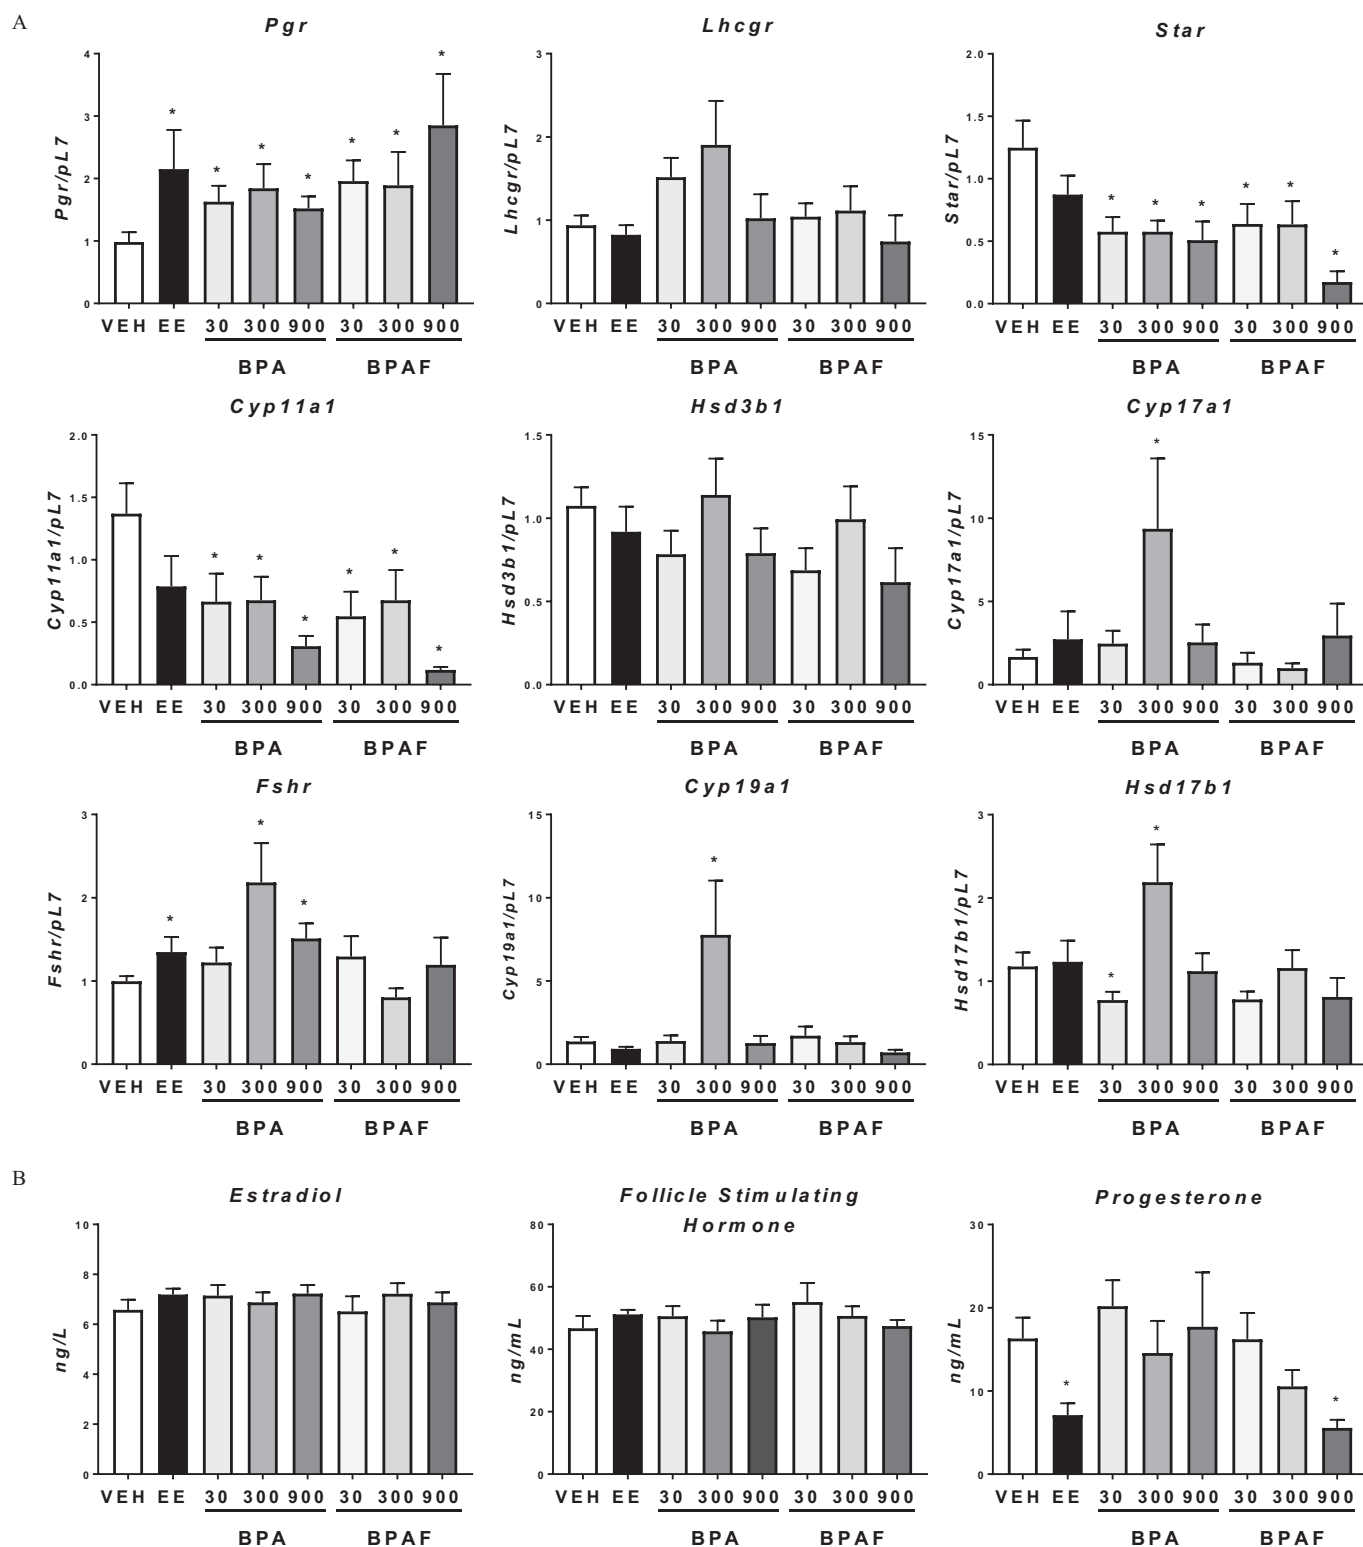 A
Pgr Lhcgr Star
4 3 2.0
3 2 1.5
2 1 1.0
1 0 0.5
0 0.0
Pgr/pL7 Lhcgr/pL7 Star/pL7
* * * * * * *
* * * * * *
VEH EE 30 300 900 30 300 900 VEH EE 30 300 900 30 300 900 VEH EE 30 300 900 30 300 900
BPA BPAF BPA BPAF BPA BPAF
Cyp11a1 Hsd3b1 Cyp17a1
2.0 1.5 15
1.5 1.0 10
1.0 0.5 5
0.5 0.0 0
0.0
Cyp11a1/pL7 Hsd3b1/pL7 Cyp17a1/pL7
* * * * * *
*
VEH EE 30 300 900 30 300 900 VEH EE 30 300 900 30 300 900 VEH EE 30 300 900 30 300 900
BPA BPAF BPA BPAF BPA BPAF
Fshr Cyp19a1 Hsd17b1
3 15 3
2 10 2
1 5 1
0 0 0
Fshr/pL7 Cyp19a1/pL7 Hsd17b1/pL7
* * *
*
* *
VEH EE 30 300 900 30 300 900 VEH EE 30 300 900 30 300 900 VEH EE 30 300 900 30 300 900
BPA BPAF BPA BPAF BPA BPAF
B
Estradiol Follicle Stimulating Progesterone
Hormone
10 80 30
8 60 20
6 40 10
4 20 0
2 0
0
ng/L ng/mL ng/mL
* *
VEH EE 30 300 900 30 300 900 VEH EE 30 300 900 30 300 900 VEH EE 30 300 900 30 300 900
BPA BPAF BPA BPAF BPA BPAF